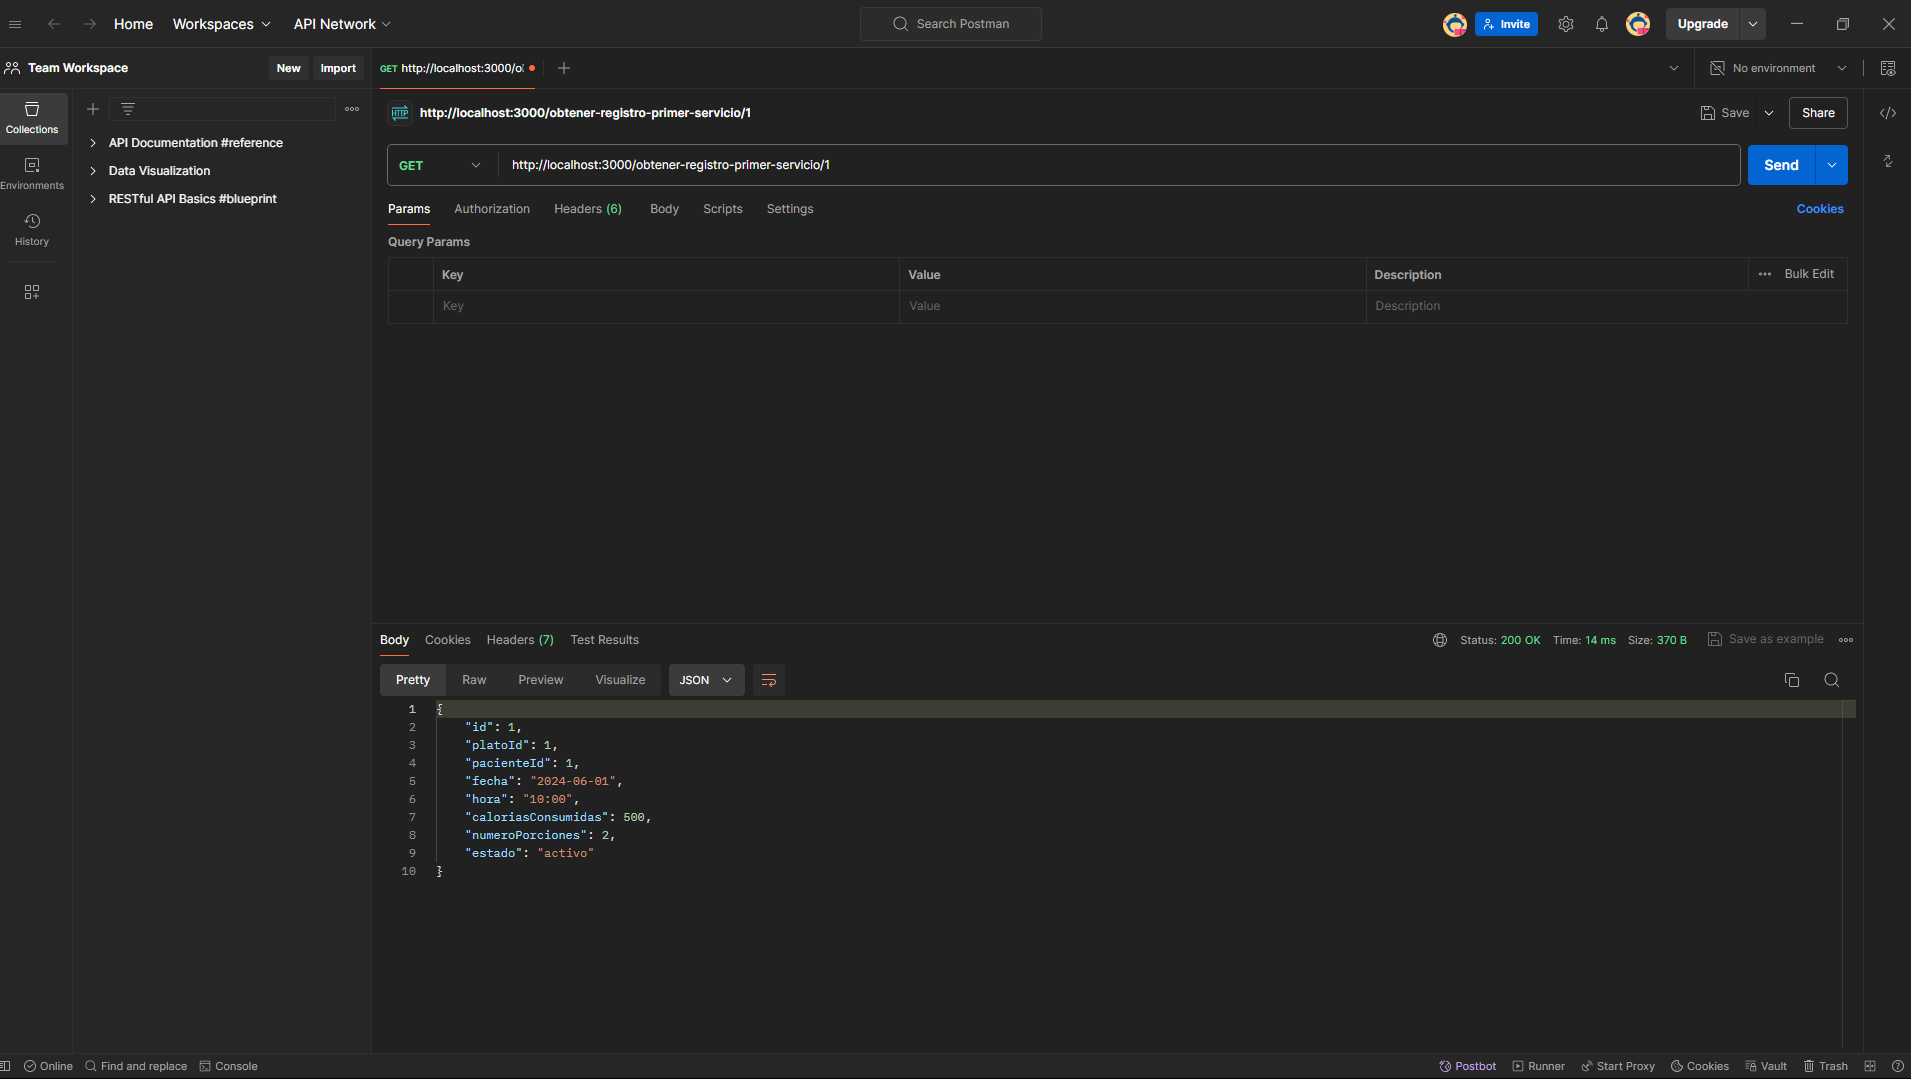 Home Workspaces API Network Search Postman Invite Upgrade
Team Workspace New Import GET http://localhost:3000/o No environment
Collections
Environments
History
API Documentation #reference
Data Visualization
RESTful API Basics #blueprint
HTTP http://localhost:3000/obtener-registro-primer-servicio/1 Save Share
GET http://localhost:3000/obtener-registro-primer-servicio/1 Send
Params Authorization Headers (6) Body Scripts Settings Cookies
Query Params
Key Value Description Bulk Edit
Key Value Description
Body Cookies Headers (7) Test Results Status: 200 OK Time: 14 ms Size: 370 B Save as example
Pretty Raw Preview Visualize JSON
1 {
2 "id": 1,
3 "platoId": 1,
4 "pacienteId": 1,
5 "fecha": "2024-06-01",
6 "hora": "10:00",
7 "caloriasConsumidas": 500,
8 "numeroPorciones": 2,
9 "estado": "activo"
10 }
Online Find and replace Console Postbot Runner Start Proxy Cookies Vault Trash